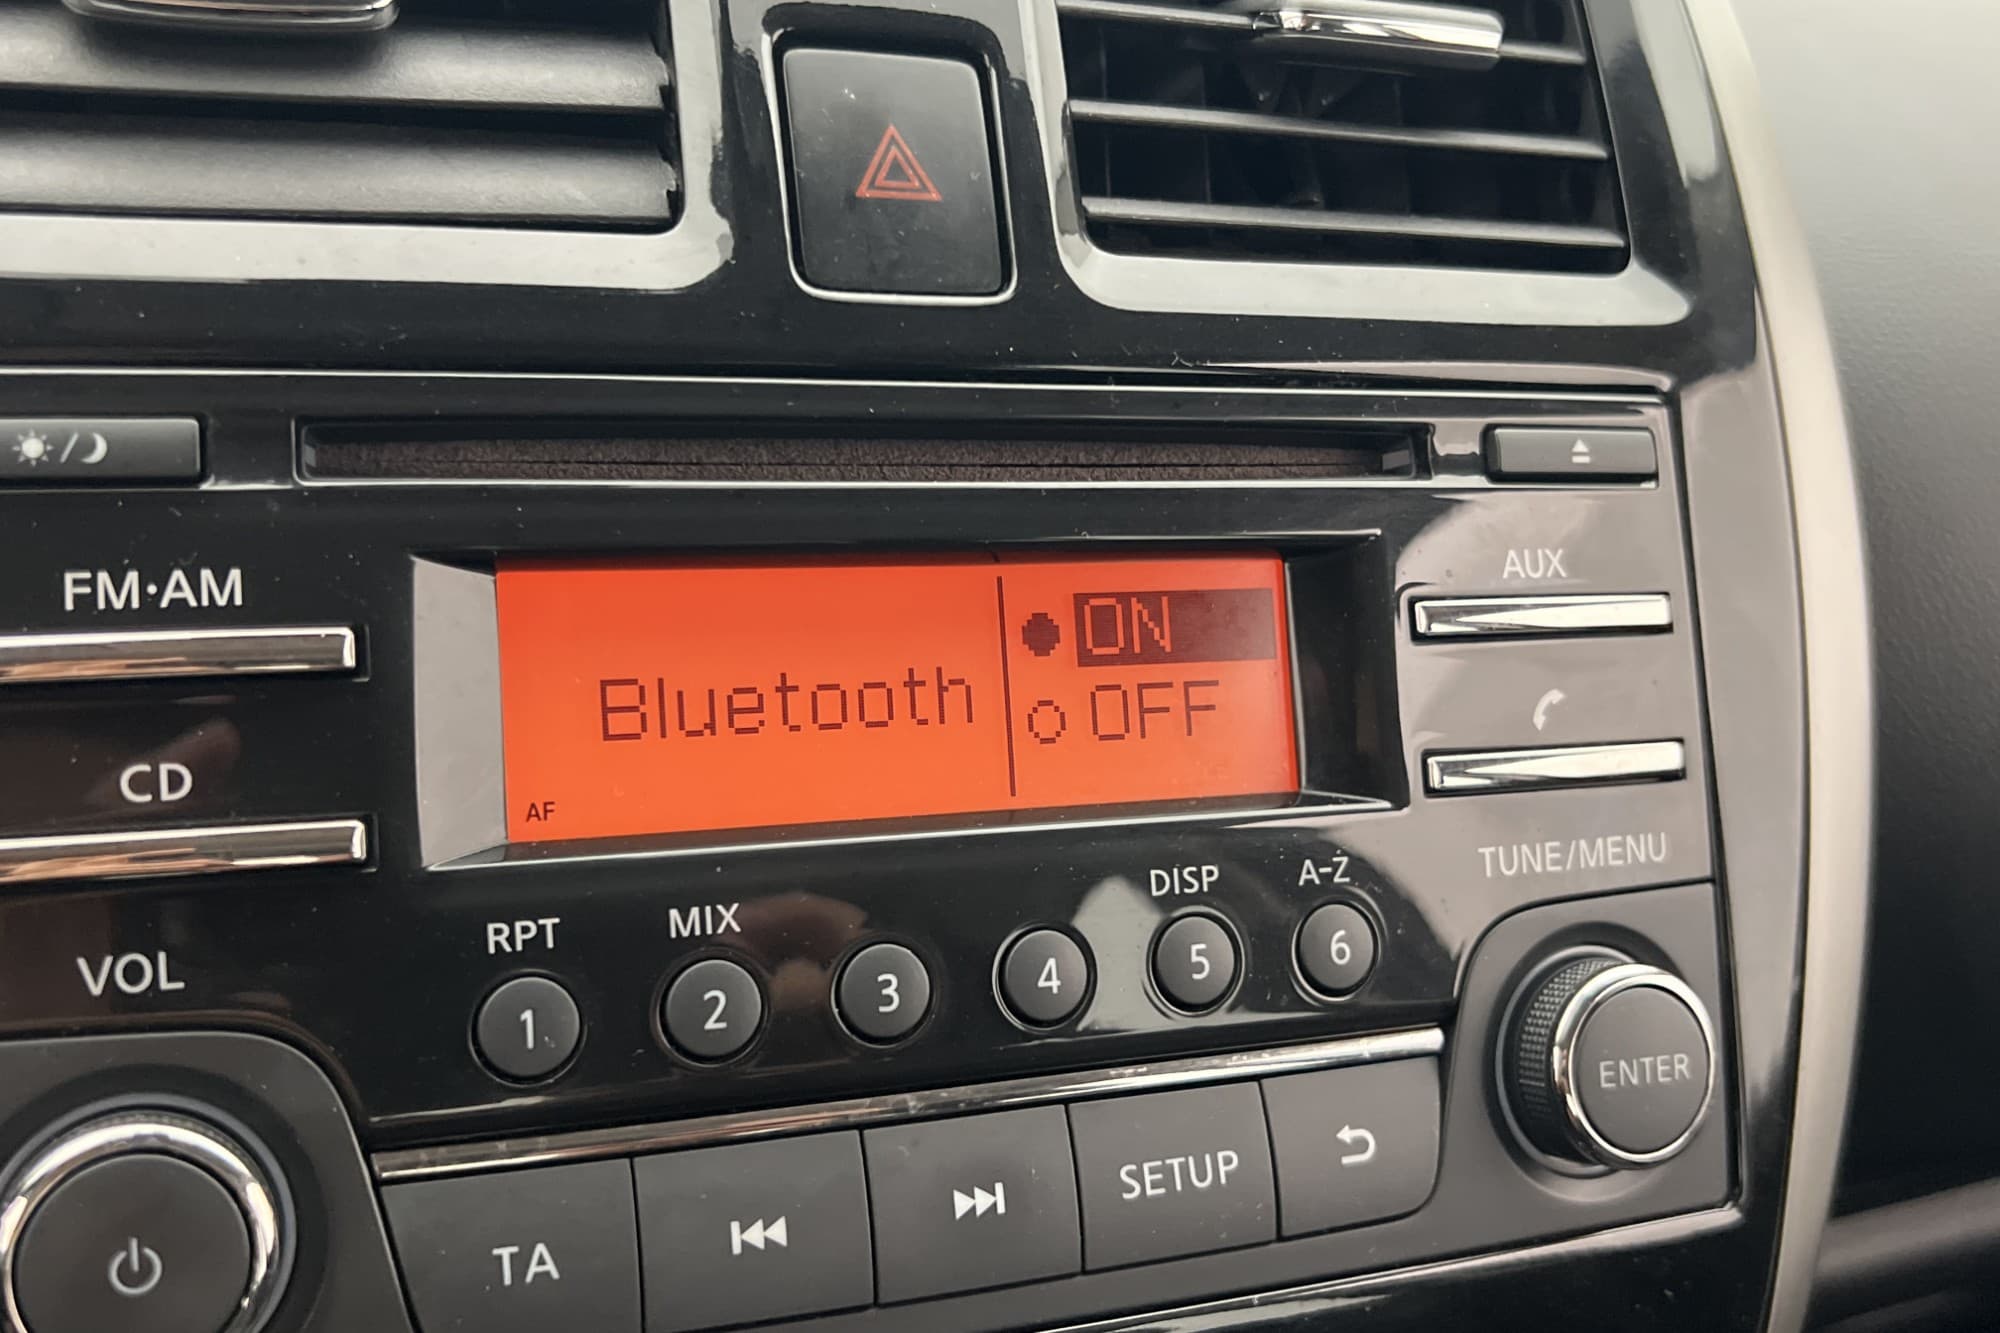 FM·AM
CD
VOL
Bluetooth
ON
OFF
AF
AUX
TUNE/MENU
RPT
MIX
DISP
A-Z
1
2
3
4
5
6
ENTER
TA
SETUP